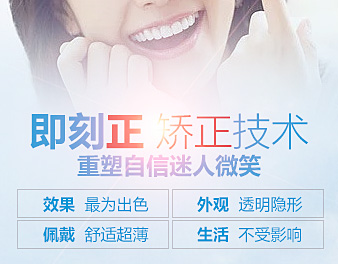 即刻正 矫正技术
重塑自信迷人微笑
效果 最为出色
外观 透明隐形
佩戴 舒适超薄
生活 不受影响